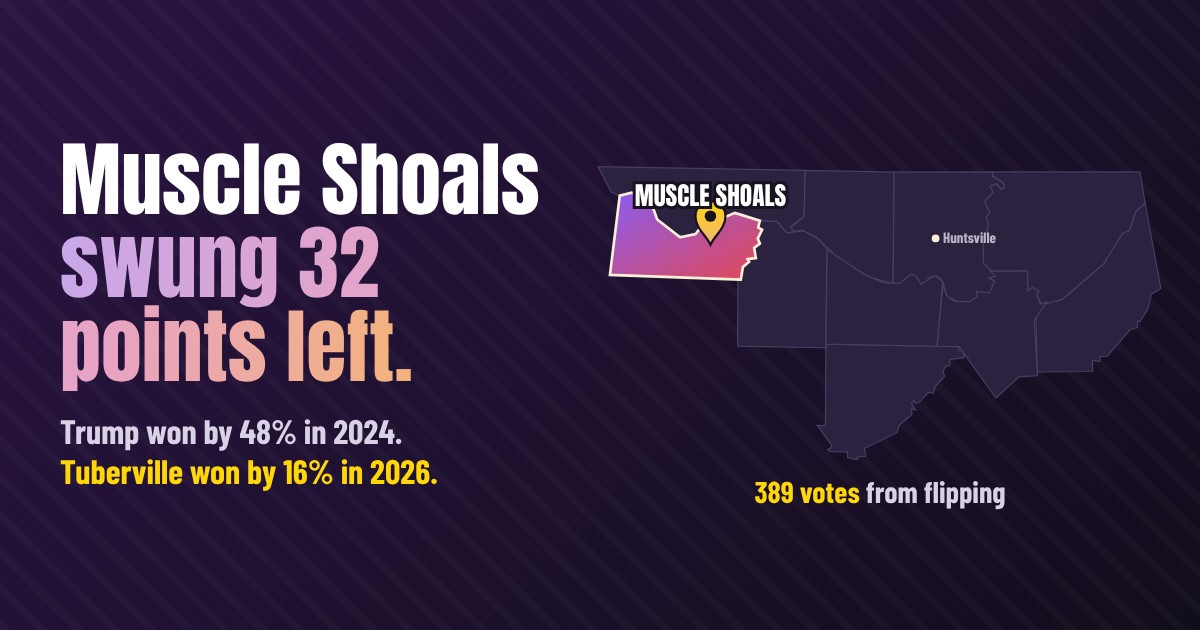 Muscle Shoals
swung 32
points left.
Trump won by 48% in 2024.
Tuberville won by 16% in 2026.
MUSCLE SHOALS
Huntsville
389 votes from flipping